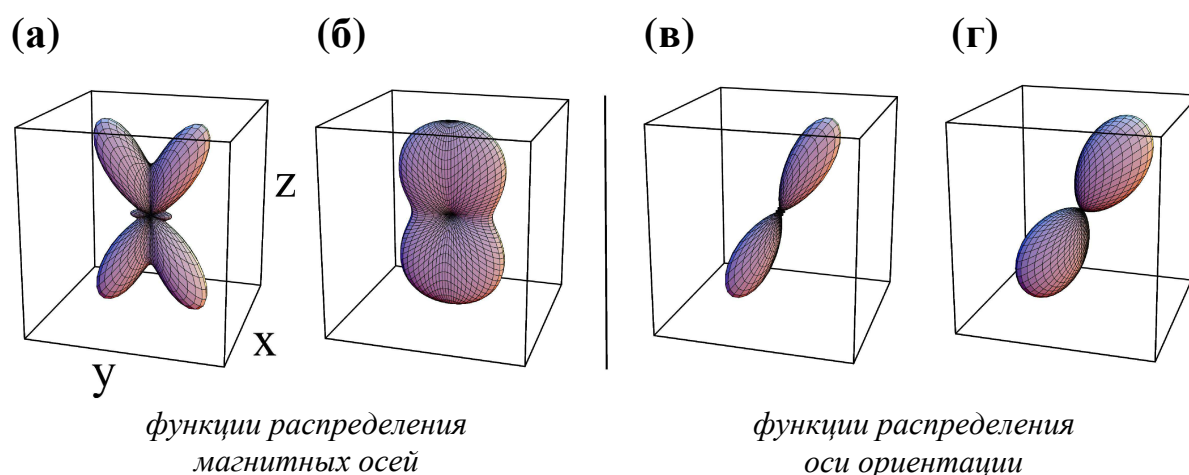 (а) (б) (в) (г)
z
x
y
функции распределения
магнитных осей
функции распределения
оси ориентации